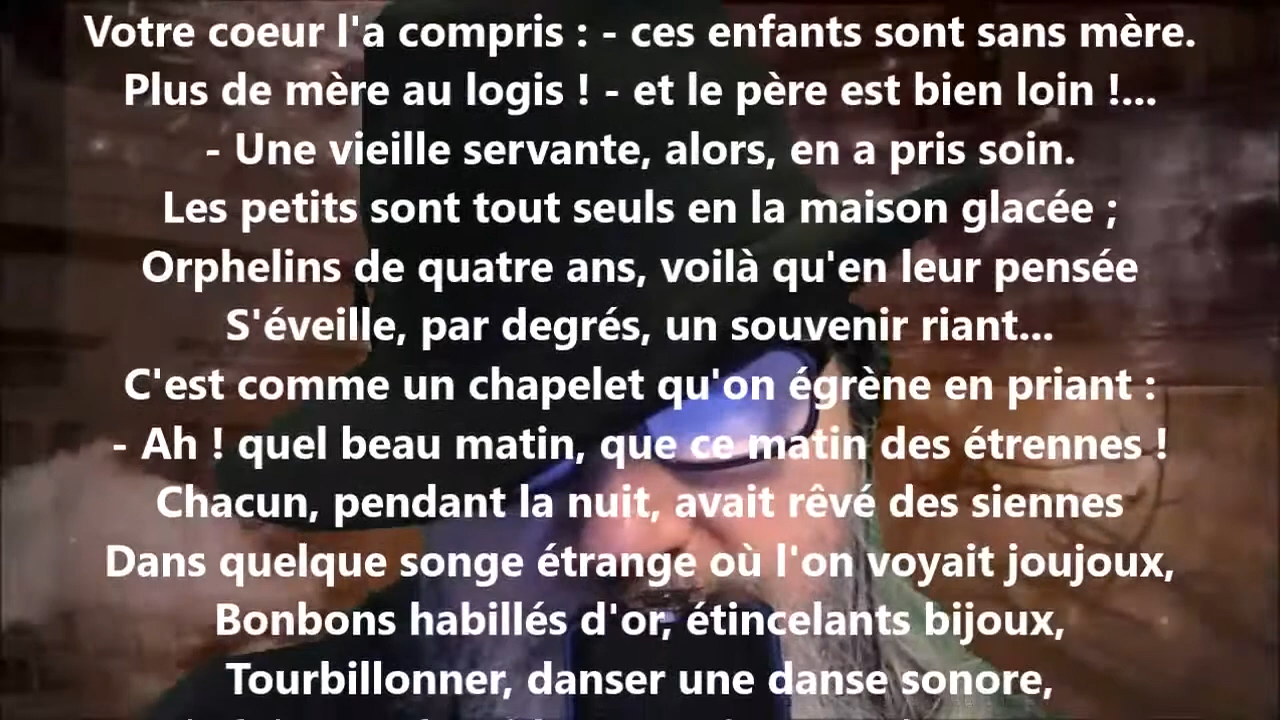 Votre coeur l'a compris : - ces enfants sont sans mère.
Plus de mère au logis ! - et le père est bien loin !...
- Une vieille servante, alors, en a pris soin.
Les petits sont tout seuls en la maison glacée ;
Orphelins de quatre ans, voilà qu'en leur pensée
S'éveille, par degrés, un souvenir riant...
C'est comme un chapelet qu'on égrène en priant :
- Ah ! quel beau matin, que ce matin des étrennes !
Chacun, pendant la nuit, avait rêvé des siennes
Dans quelque songe étrange où l'on voyait joujoux,
Bonbons habillés d'or, étincelants bijoux,
Tourbillonner, danser une danse sonore,